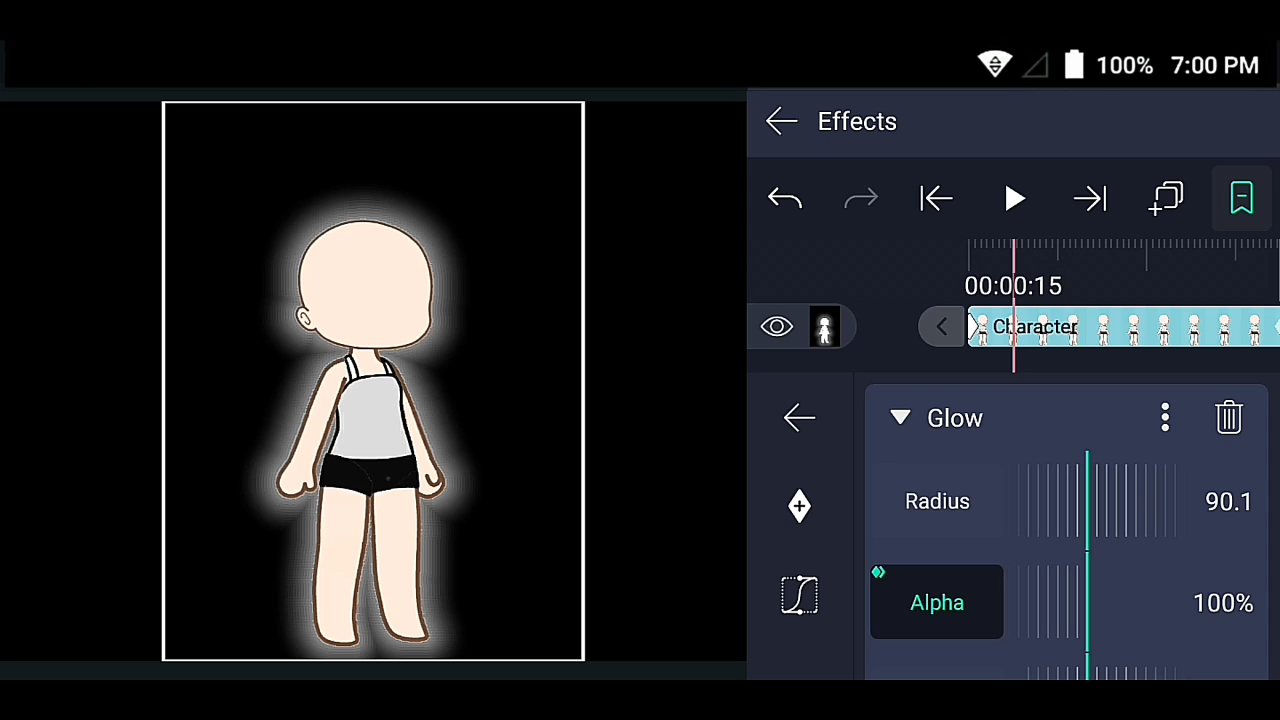 100% 7:00 PM
Effects
00:00:15
Character
Glow
Radius 90.1
Alpha 100%